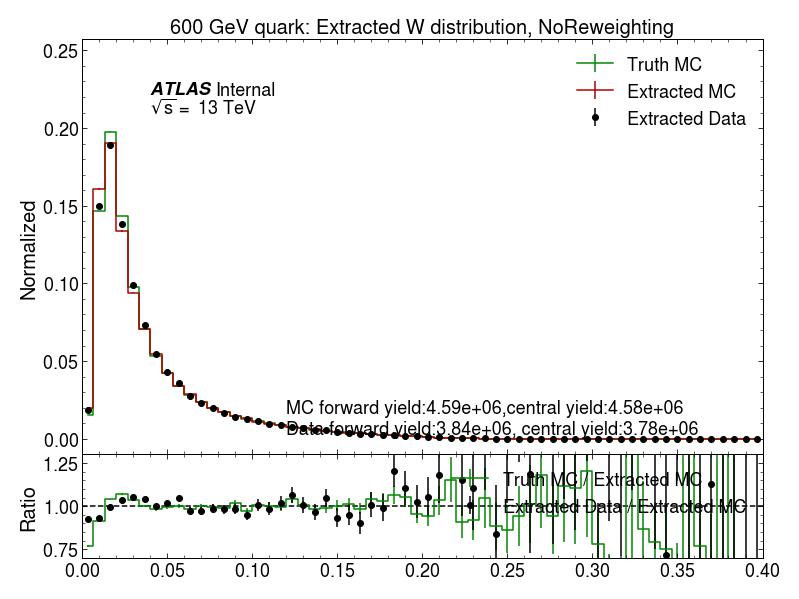 600 GeV quark: Extracted W distribution, NoReweighting
0.25
ATLAS Internal
√s = 13 TeV
Truth MC
Extracted MC
Extracted Data
0.20
0.15
0.10
0.05
0.00
Normalized
MC forward yield:4.59e+06,central yield:4.58e+06
Data forward yield:3.84e+06, central yield:3.78e+06
1.25
1.00
0.75
Ratio
Truth MC / Extracted MC
Extracted Data / Extracted MC
0.00 0.05 0.10 0.15 0.20 0.25 0.30 0.35 0.40